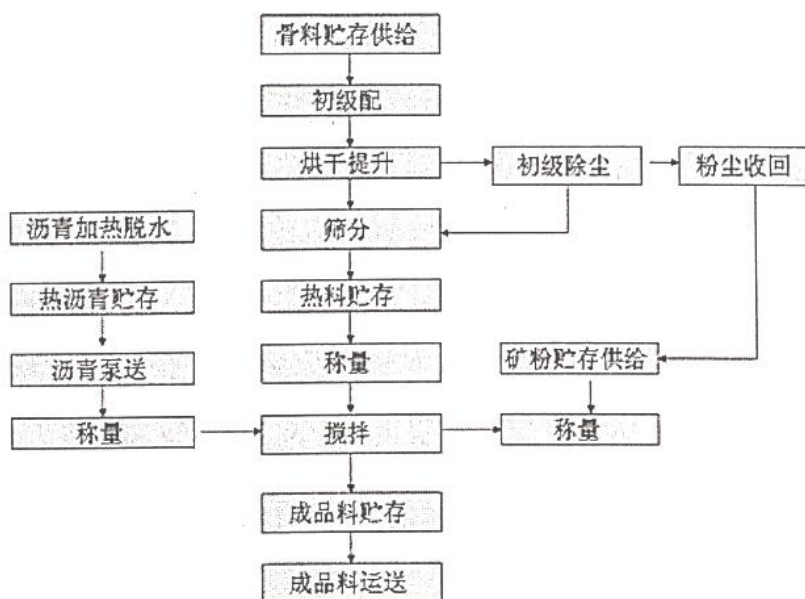 骨料贮存供给
初级配
烘干提升
初级除尘
粉尘收回
沥青加热脱水
筛分
热沥青贮存
热料贮存
沥青泵送
称量
矿粉贮存供给
称量
搅拌
称量
成品料贮存
成品料运送